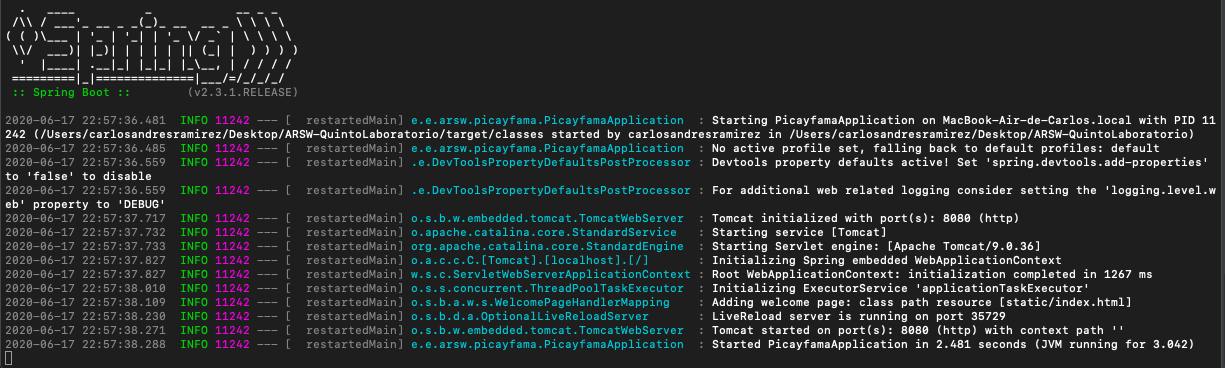 .   ____          _            __ _ _
 /\\ / ___'_ __ _ _(_)_ __  __ _ \ \ \ \
( ( )\___ | '_ | '_| | '_ \/ _` | \ \ \ \
 \\/  ___)| |_)| | | | | || (_| |  ) ) ) )
  '  |____| .__|_| |_|_| |_\__, | / / / /
 =========|_|==============|___/=/_/_/_/
 :: Spring Boot ::        (v2.3.1.RELEASE)
2020-06-17 22:57:36.481  INFO 11242 --- [  restartedMain] e.e.arsw.picayfama.PicayfamaApplication  : Starting PicayfamaApplication on MacBook-Air-de-Carlos.local with PID 11
242 (/Users/carlosandresramirez/Desktop/ARSW-QuintoLaboratorio/target/classes started by carlosandresramirez in /Users/carlosandresramirez/Desktop/ARSW-QuintoLaboratorio)
2020-06-17 22:57:36.485  INFO 11242 --- [  restartedMain] e.e.arsw.picayfama.PicayfamaApplication  : No active profile set, falling back to default profiles: default
2020-06-17 22:57:36.559  INFO 11242 --- [  restartedMain] .e.DevToolsPropertyDefaultsPostProcessor : Devtools property defaults active! Set 'spring.devtools.add-properties'
to 'false' to disable
2020-06-17 22:57:36.559  INFO 11242 --- [  restartedMain] .e.DevToolsPropertyDefaultsPostProcessor : For additional web related logging consider setting the 'logging.level.w
eb' property to 'DEBUG'
2020-06-17 22:57:37.717  INFO 11242 --- [  restartedMain] o.s.b.w.embedded.tomcat.TomcatWebServer  : Tomcat initialized with port(s): 8080 (http)
2020-06-17 22:57:37.732  INFO 11242 --- [  restartedMain] o.apache.catalina.core.StandardService   : Starting service [Tomcat]
2020-06-17 22:57:37.733  INFO 11242 --- [  restartedMain] org.apache.catalina.core.StandardEngine  : Starting Servlet engine: [Apache Tomcat/9.0.36]
2020-06-17 22:57:37.827  INFO 11242 --- [  restartedMain] o.a.c.c.C.[Tomcat].[localhost].[/]       : Initializing Spring embedded WebApplicationContext
2020-06-17 22:57:37.827  INFO 11242 --- [  restartedMain] w.s.c.ServletWebServerApplicationContext : Root WebApplicationContext: initialization completed in 1267 ms
2020-06-17 22:57:38.010  INFO 11242 --- [  restartedMain] o.s.s.concurrent.ThreadPoolTaskExecutor  : Initializing ExecutorService 'applicationTaskExecutor'
2020-06-17 22:57:38.109  INFO 11242 --- [  restartedMain] o.s.b.a.w.s.WelcomePageHandlerMapping    : Adding welcome page: class path resource [static/index.html]
2020-06-17 22:57:38.230  INFO 11242 --- [  restartedMain] o.s.b.d.a.OptionalLiveReloadServer       : LiveReload server is running on port 35729
2020-06-17 22:57:38.271  INFO 11242 --- [  restartedMain] o.s.b.w.embedded.tomcat.TomcatWebServer  : Tomcat started on port(s): 8080 (http) with context path ''
2020-06-17 22:57:38.288  INFO 11242 --- [  restartedMain] e.e.arsw.picayfama.PicayfamaApplication  : Started PicayfamaApplication in 2.481 seconds (JVM running for 3.042)